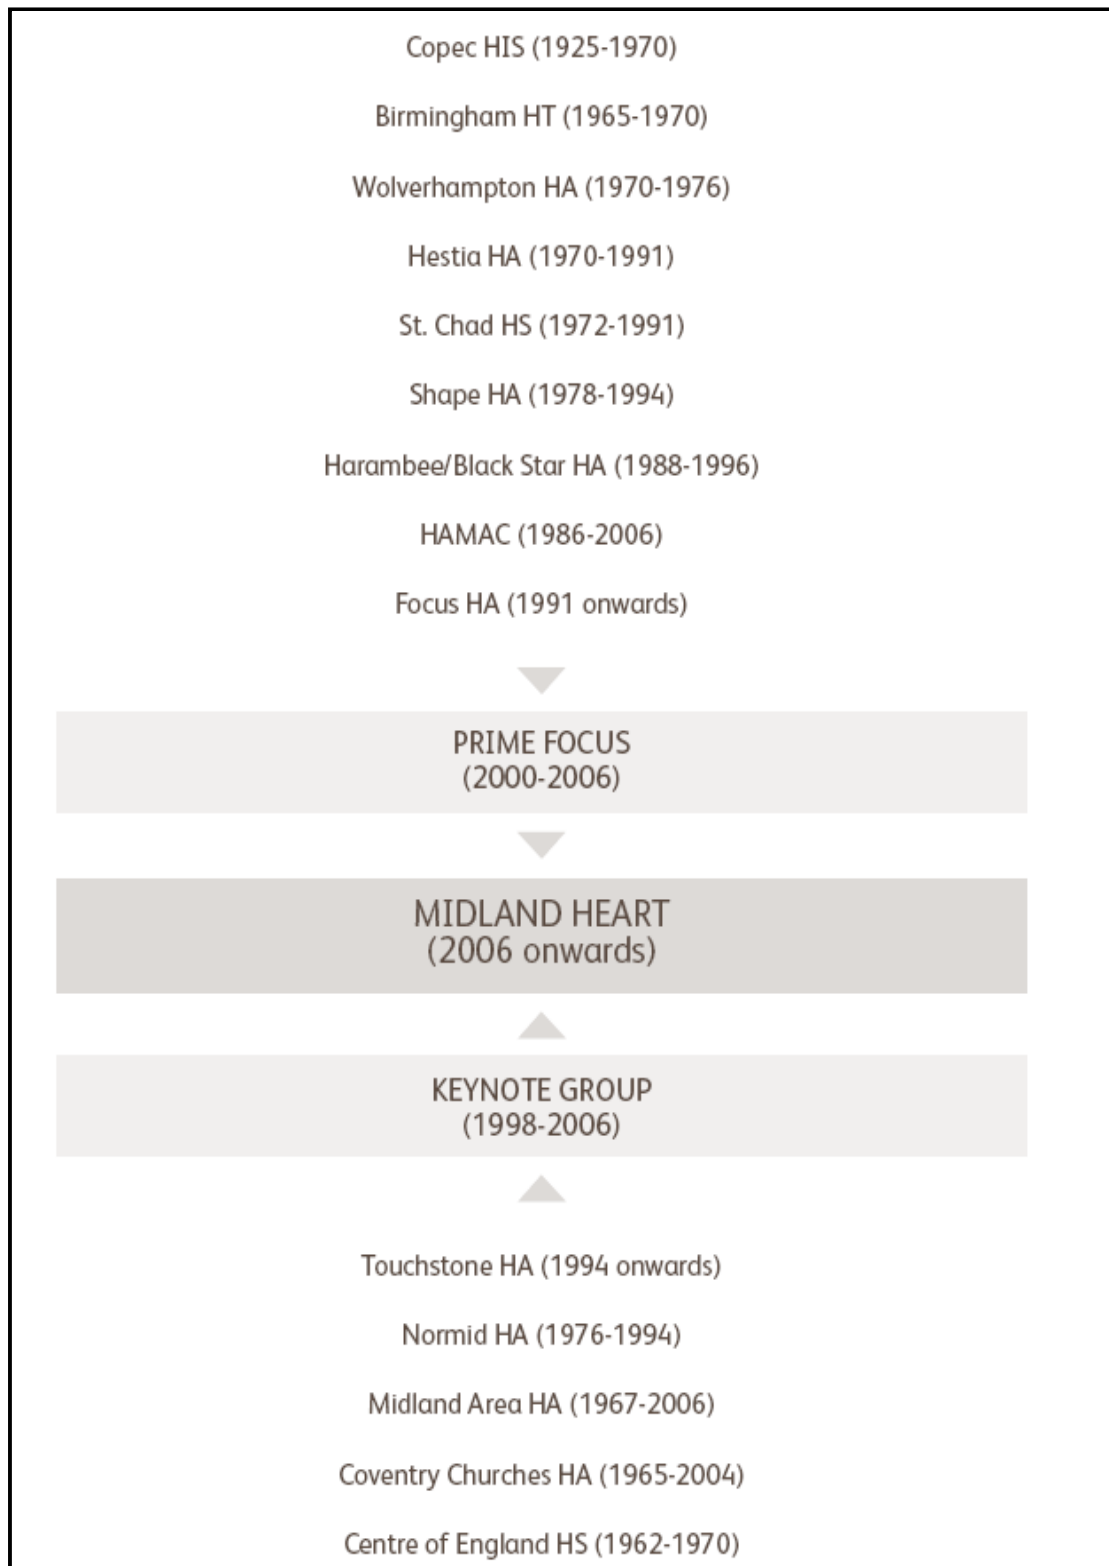 Copec HIS (1925-1970)
Birmingham HT (1965-1970)
Wolverhampton HA (1970-1976)
Hestia HA (1970-1991)
St. Chad HS (1972-1991)
Shape HA (1978-1994)
Harambee/Black Star HA (1988-1996)
HAMAC (1986-2006)
Focus HA (1991 onwards)
PRIME FOCUS
(2000-2006)
MIDLAND HEART
(2006 onwards)
KEYNOTE GROUP
(1998-2006)
Touchstone HA (1994 onwards)
Normid HA (1976-1994)
Midland Area HA (1967-2006)
Coventry Churches HA (1965-2004)
Centre of England HS (1962-1970)